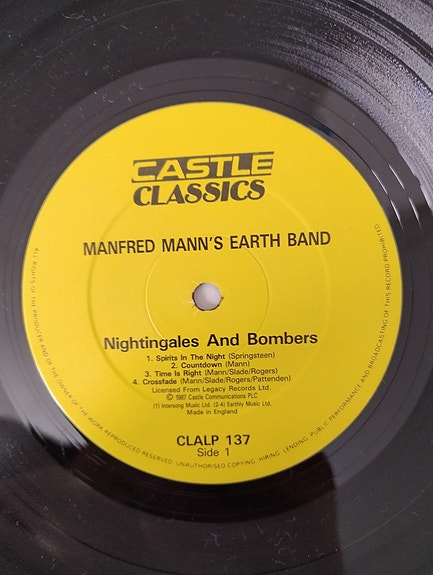 CASTLE
CLASSICS
MANFRED MANN'S EARTH BAND
Nightingales And Bombers
1. Spirits In The Night (Springsteen)
2. Countdown (Mann)
3. Time Is Right (Mann/Slade/Rogers)
4. Crossfade (Mann/Slade/Rogers/Pattenden)
Licensed From Legacy Records Ltd.
© 1987 Castle Communications PLC
(1) Intersong Music Ltd. (2-4) Earthly Music Ltd.
Made in England
CLALP 137
Side 1
ALL RIGHTS OF THE PRODUCER AND OF THE OWNER OF THE WORK REPRODUCED RESERVED. UNAUTHORISED COPYING, HIRING, LENDING, PUBLIC PERFORMANCE AND BROADCASTING OF THIS RECORD PROHIBITED